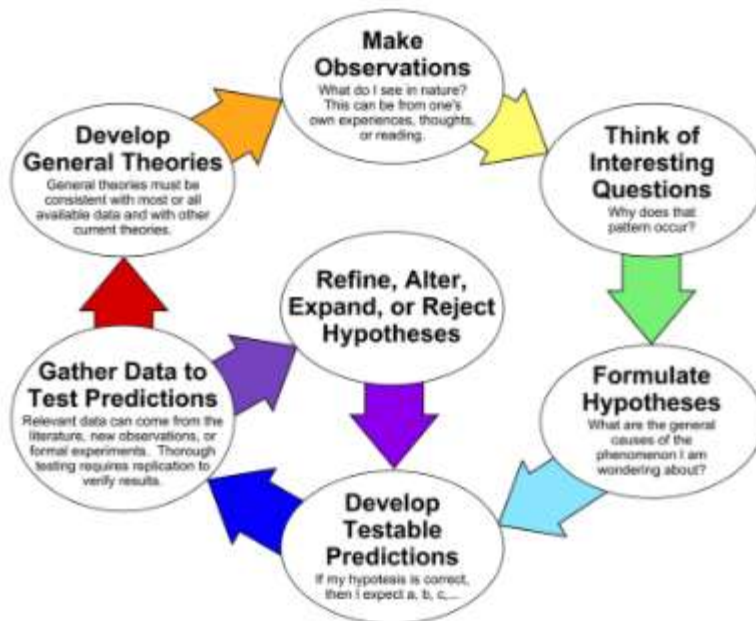 Make
Observations
What do I see in nature?
This can be from one's
own experiences, thoughts,
or reading.
Think of
Interesting
Questions
Why does that
pattern occur?
Formulate
Hypotheses
What are the general
causes of the
phenomenon I am
wondering about?
Develop
Testable
Predictions
If my hypotesis is correct,
then I expect a, b, c,...
Gather Data to
Test Predictions
Relevant data can come from the
literature, new observations, or
formal experiments. Thorough
testing requires replication to
verify results.
Refine, Alter,
Expand, or Reject
Hypotheses
Develop
General Theories
General theories must be
consistent with most or all
available data and with other
current theories.